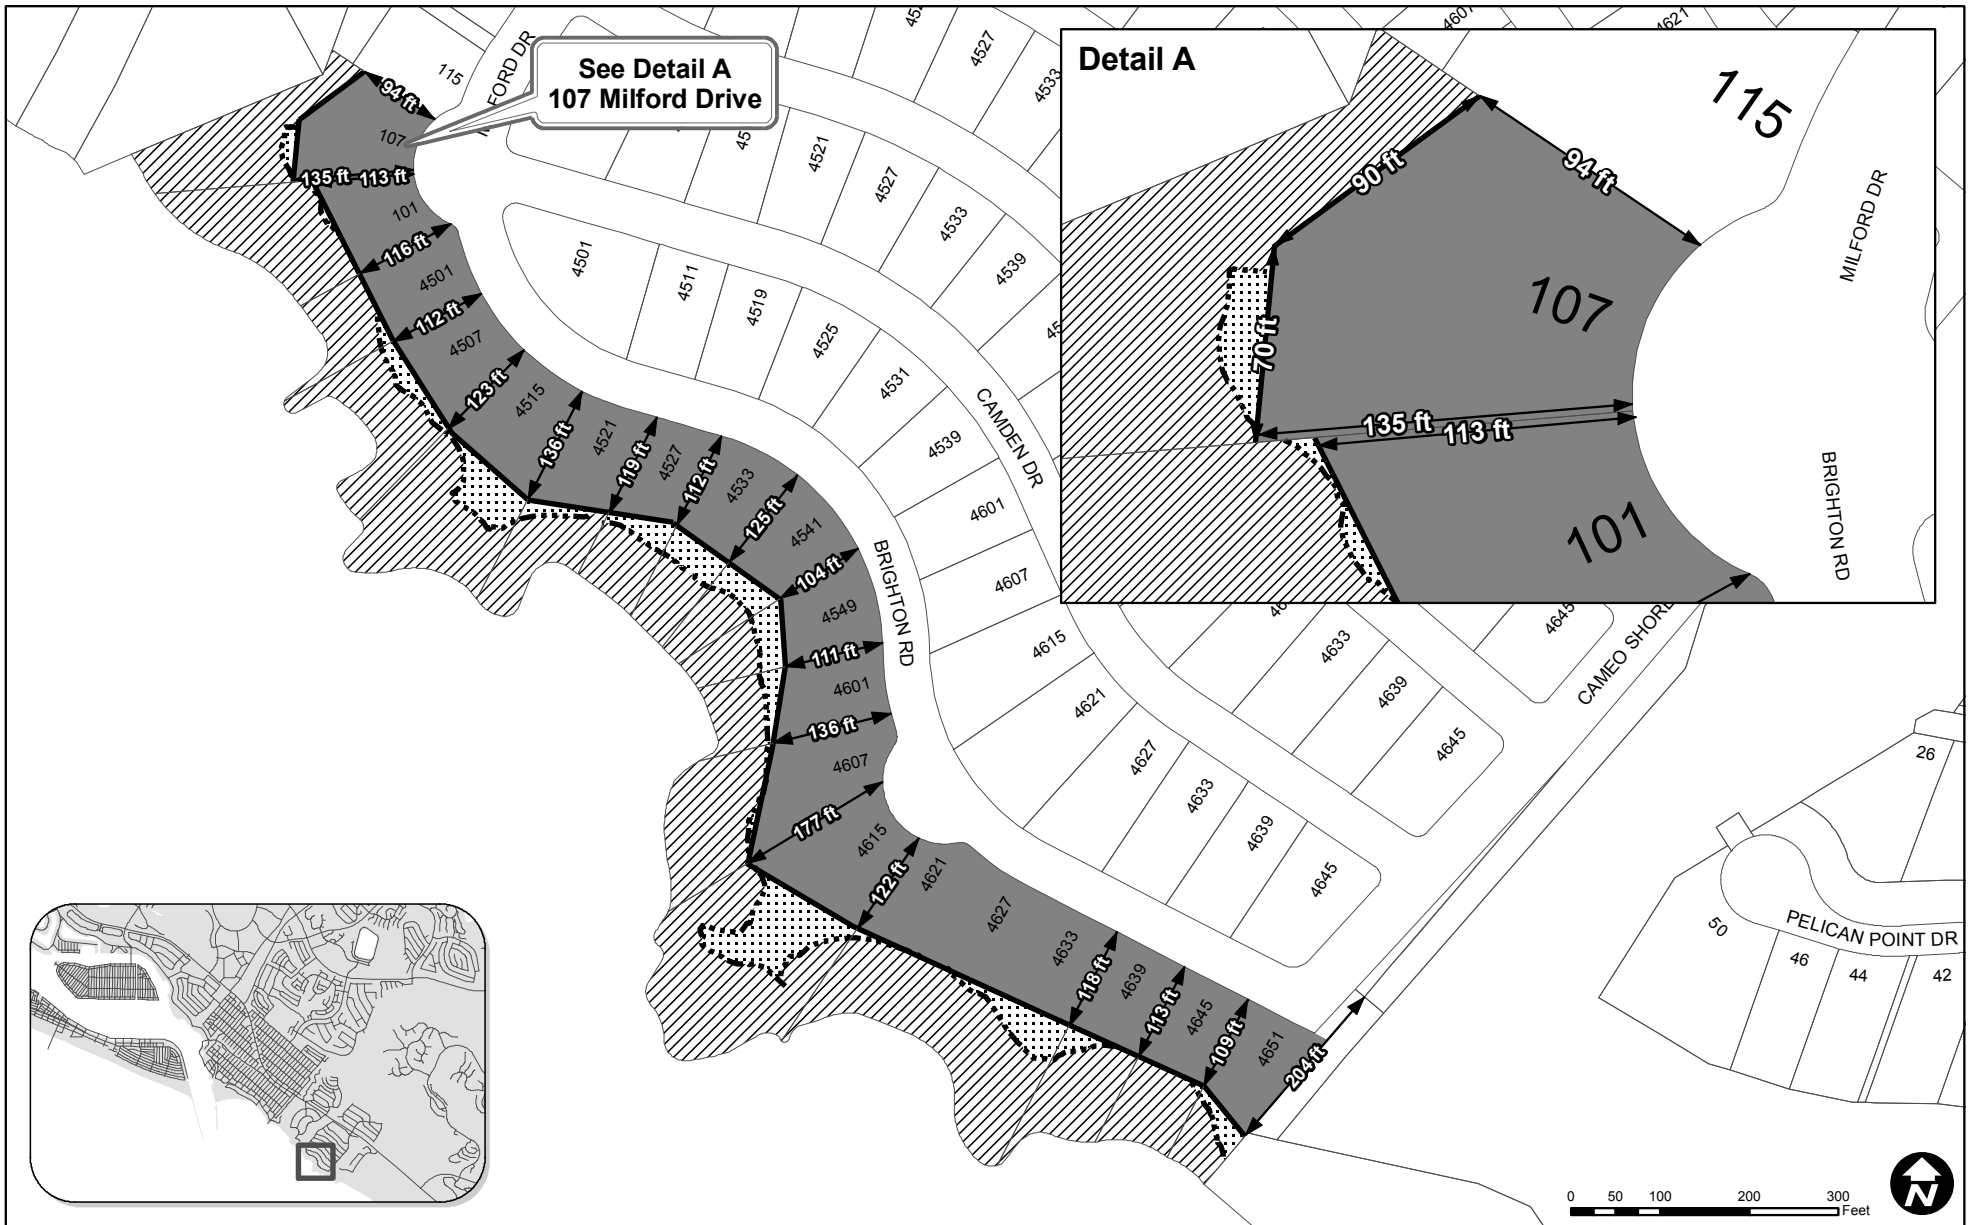 See Detail A
107 Milford Drive
Detail A
115
94 ft
107
135 ft
113 ft
101
116 ft
4501
112 ft
4507
123 ft
4515
136 ft
4521
119 ft
4527
112 ft
4533
125 ft
4541
104 ft
4549
111 ft
4601
136 ft
4607
177 ft
4615
122 ft
4621
4627
4633
118 ft
4639
113 ft
4645
109 ft
4651
204 ft
4527
4533
4607
4621
4521
4527
4533
4539
4501
4511
4519
4525
4531
4539
4601
4607
4615
4621
4627
4633
4639
4645
4633
4639
4645
4645
CAMDEN DR
BRIGHTON RD
115
90 ft
94 ft
MILFORD DR
107
70 ft
135 ft
113 ft
101
BRIGHTON RD
26
50
46
44
42
PELICAN POINT DR
0 50 100 200 300
Feet
N